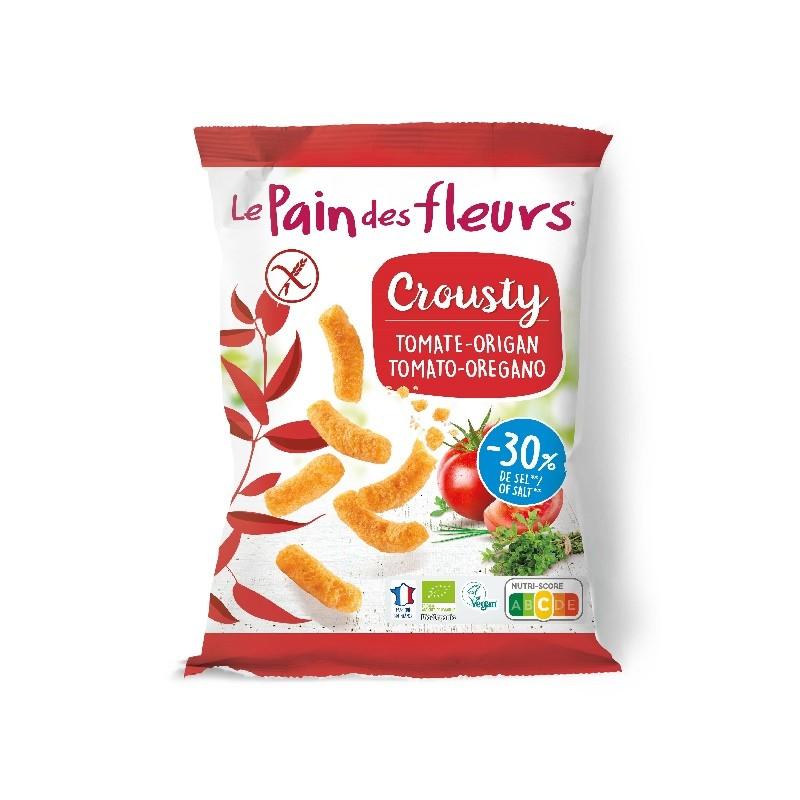 Le Pain des fleurs®
Crousty
TOMATE-ORIGAN
TOMATO-OREGANO
-30%
DE SEL
OF SALT
Vegan
NUTRI-SCORE
A B C D E